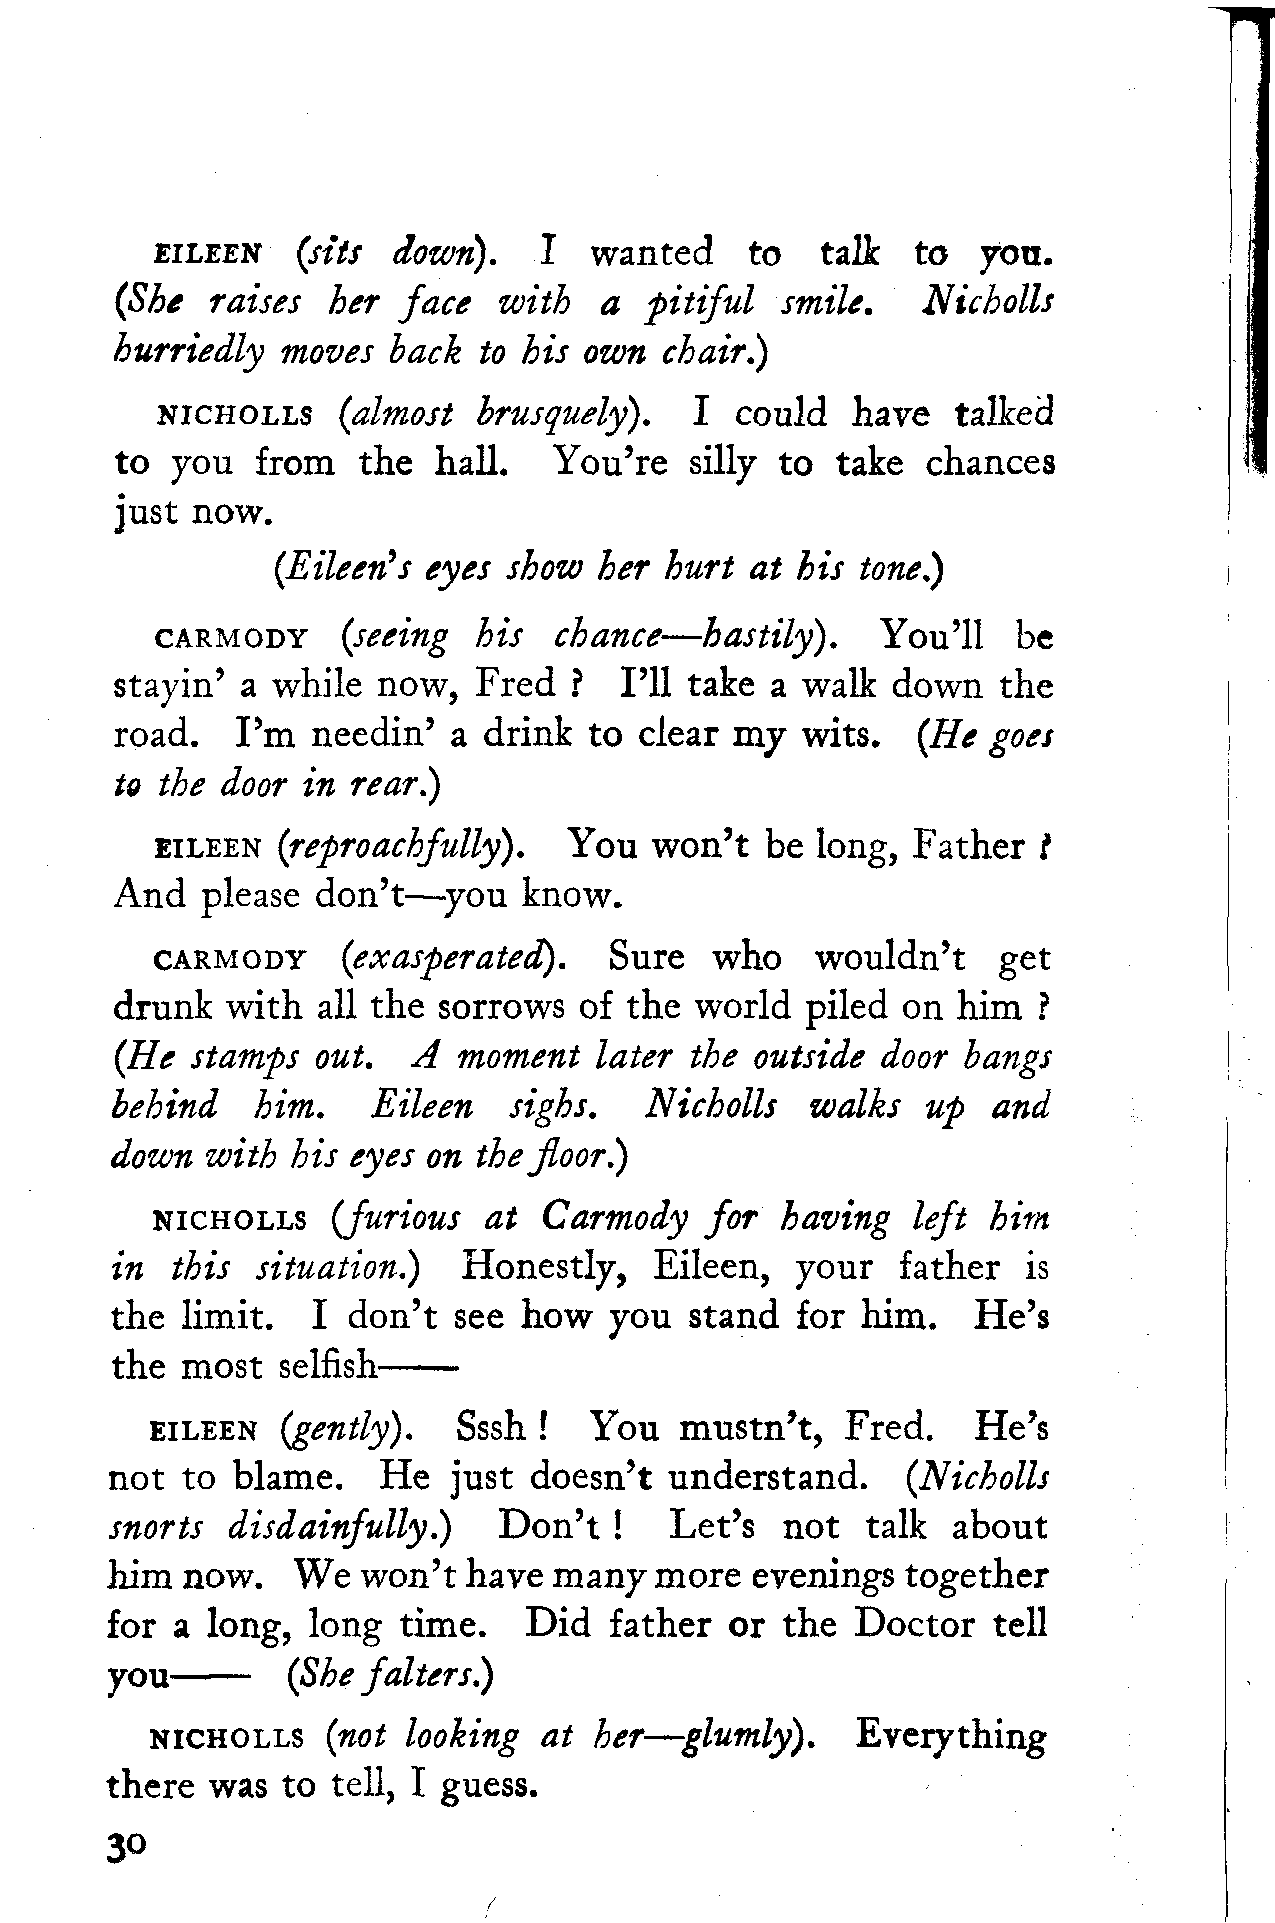 EILEEN (sits down). I wanted to talk to you.
(She raises her face with a pitiful smile. Nicholls
hurriedly moves back to his own chair.)
NICHOLLS (almost brusquely). I could have talked
to you from the hall. You're silly to take chances
just now.
(Eileen's eyes show her hurt at his tone.)
CARMODY (seeing his chance—hastily). You'll be
stayin' a while now, Fred ? I'll take a walk down the
road. I'm needin' a drink to clear my wits. (He goes
to the door in rear.)
EILEEN (reproachfully). You won't be long, Father ?
And please don't—you know.
CARMODY (exasperated). Sure who wouldn't get
drunk with all the sorrows of the world piled on him ?
(He stamps out. A moment later the outside door bangs
behind him. Eileen sighs. Nicholls walks up and
down with his eyes on the floor.)
NICHOLLS (furious at Carmody for having left him
in this situation.) Honestly, Eileen, your father is
the limit. I don't see how you stand for him. He's
the most selfish——
EILEEN (gently). Sssh ! You mustn't, Fred. He's
not to blame. He just doesn't understand. (Nicholls
snorts disdainfully.) Don't ! Let's not talk about
him now. We won't have many more evenings together
for a long, long time. Did father or the Doctor tell
you—— (She falters.)
NICHOLLS (not looking at her—glumly). Everything
there was to tell, I guess.
30